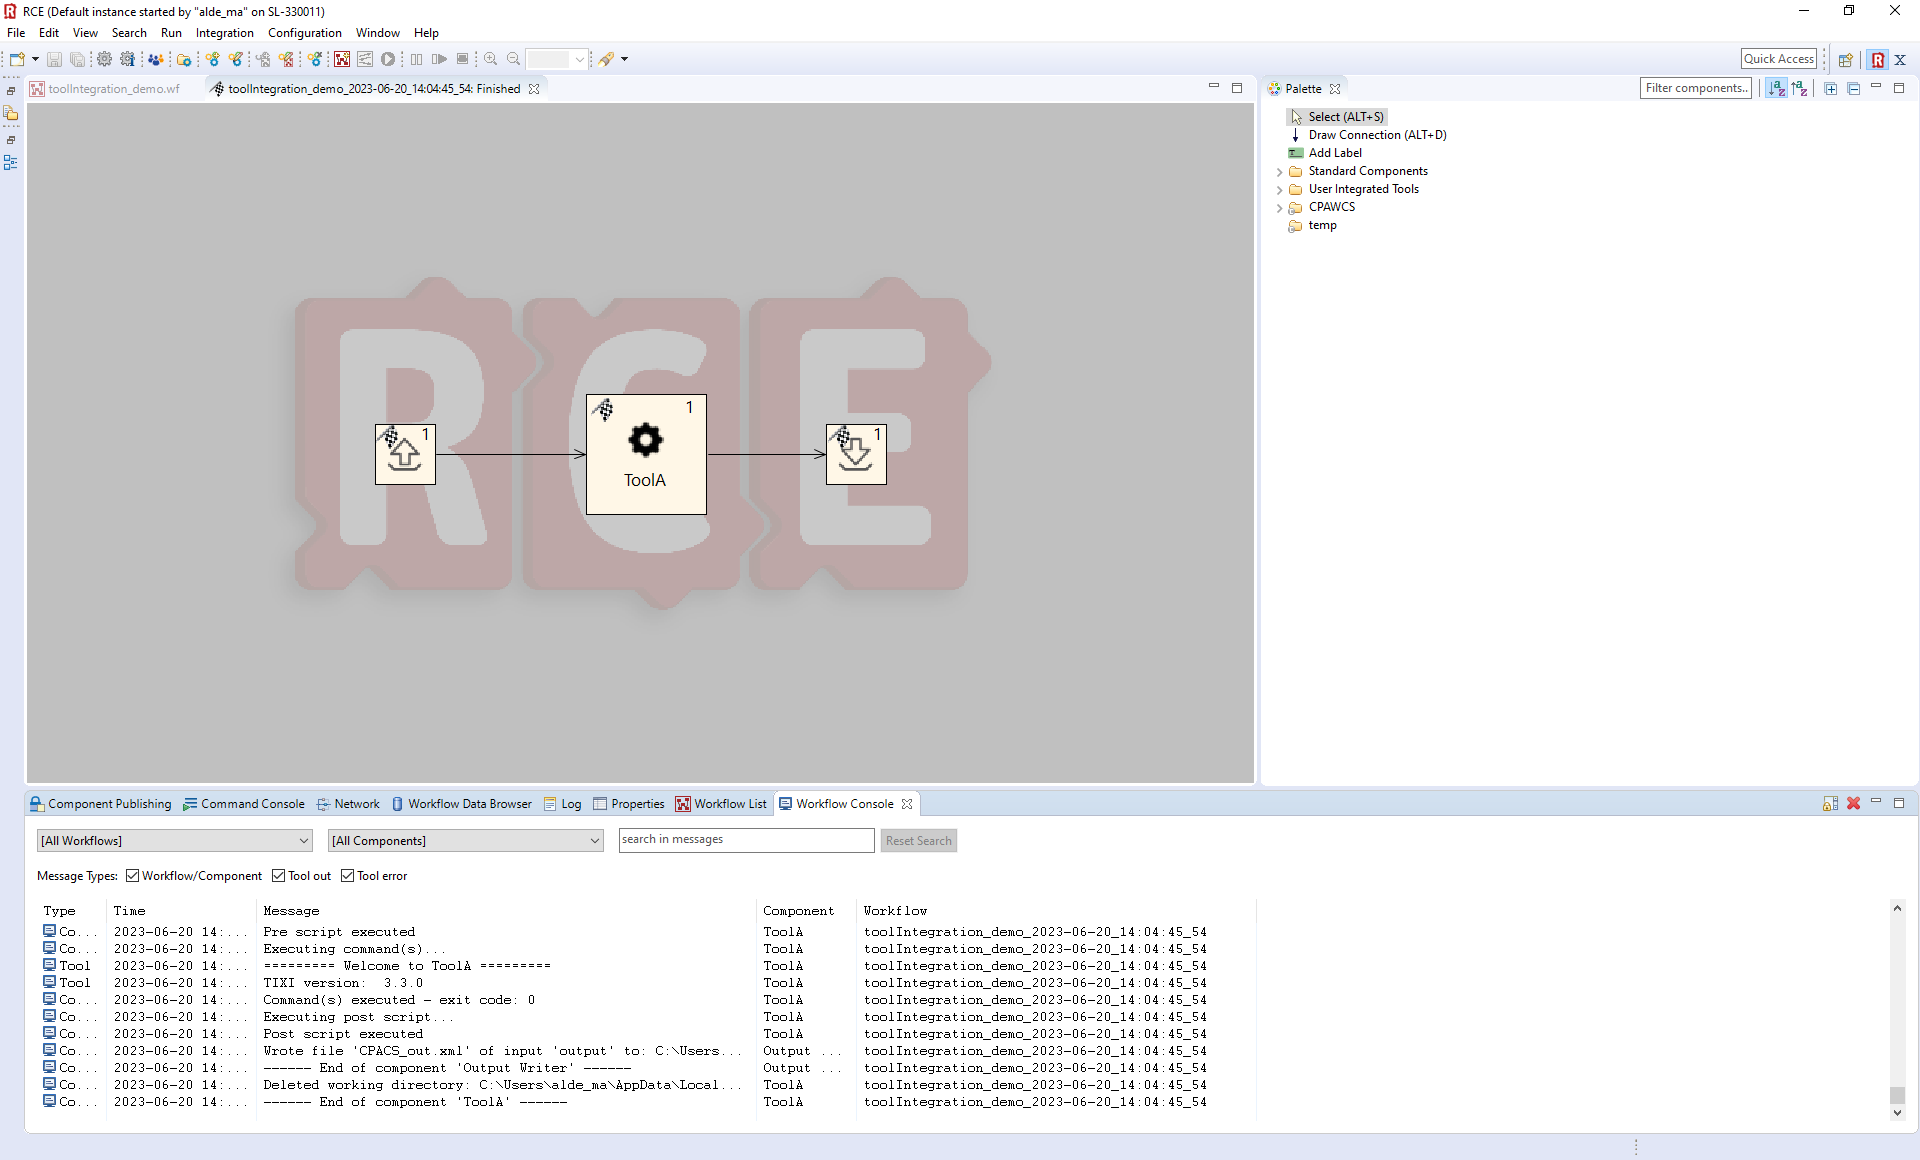 RCE (Default instance started by "alde_ma" on SL-330011)
File Edit View Search Run Integration Configuration Window Help
Quick Access
toolIntegration_demo.wf toolIntegration_demo_2023-06-20_14:04:45_54: Finished
Palette Filter components..
Select (ALT+S)
Draw Connection (ALT+D)
Add Label
Standard Components
User Integrated Tools
CPAWCS
temp
RCE
1 1 1
ToolA
Component Publishing Command Console Network Workflow Data Browser Log Properties Workflow List Workflow Console
[All Workflows] [All Components] search in messages Reset Search
Message Types: Workflow/Component Tool out Tool error
Type Time Message Component Workflow
Co... 2023-06-20 14:... Pre script executed ToolA toolIntegration_demo_2023-06-20_14:04:45_54
Co... 2023-06-20 14:... Executing command(s)... ToolA toolIntegration_demo_2023-06-20_14:04:45_54
Tool 2023-06-20 14:... ========= Welcome to ToolA ========= ToolA toolIntegration_demo_2023-06-20_14:04:45_54
Tool 2023-06-20 14:... TIXI version: 3.3.0 ToolA toolIntegration_demo_2023-06-20_14:04:45_54
Co... 2023-06-20 14:... Command(s) executed - exit code: 0 ToolA toolIntegration_demo_2023-06-20_14:04:45_54
Co... 2023-06-20 14:... Executing post script... ToolA toolIntegration_demo_2023-06-20_14:04:45_54
Co... 2023-06-20 14:... Post script executed ToolA toolIntegration_demo_2023-06-20_14:04:45_54
Co... 2023-06-20 14:... Wrote file 'CPACS_out.xml' of input 'output' to: C:\Users... Output ... toolIntegration_demo_2023-06-20_14:04:45_54
Co... 2023-06-20 14:... ------ End of component 'Output Writer' ------ Output ... toolIntegration_demo_2023-06-20_14:04:45_54
Co... 2023-06-20 14:... Deleted working directory: C:\Users\alde_ma\AppData\Local... ToolA toolIntegration_demo_2023-06-20_14:04:45_54
Co... 2023-06-20 14:... ------ End of component 'ToolA' ------ ToolA toolIntegration_demo_2023-06-20_14:04:45_54